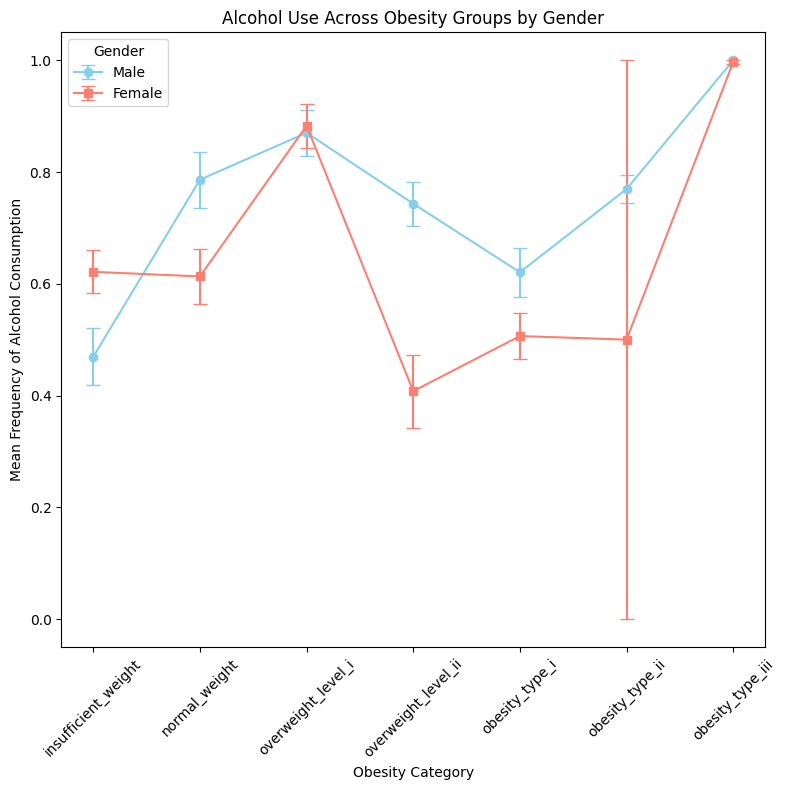 Alcohol Use Across Obesity Groups by Gender
Gender
Male
Female
Mean Frequency of Alcohol Consumption
1.0
0.8
0.6
0.4
0.2
0.0
insufficient_weight
normal_weight
overweight_level_i
overweight_level_ii
obesity_type_i
obesity_type_ii
obesity_type_iii
Obesity Category